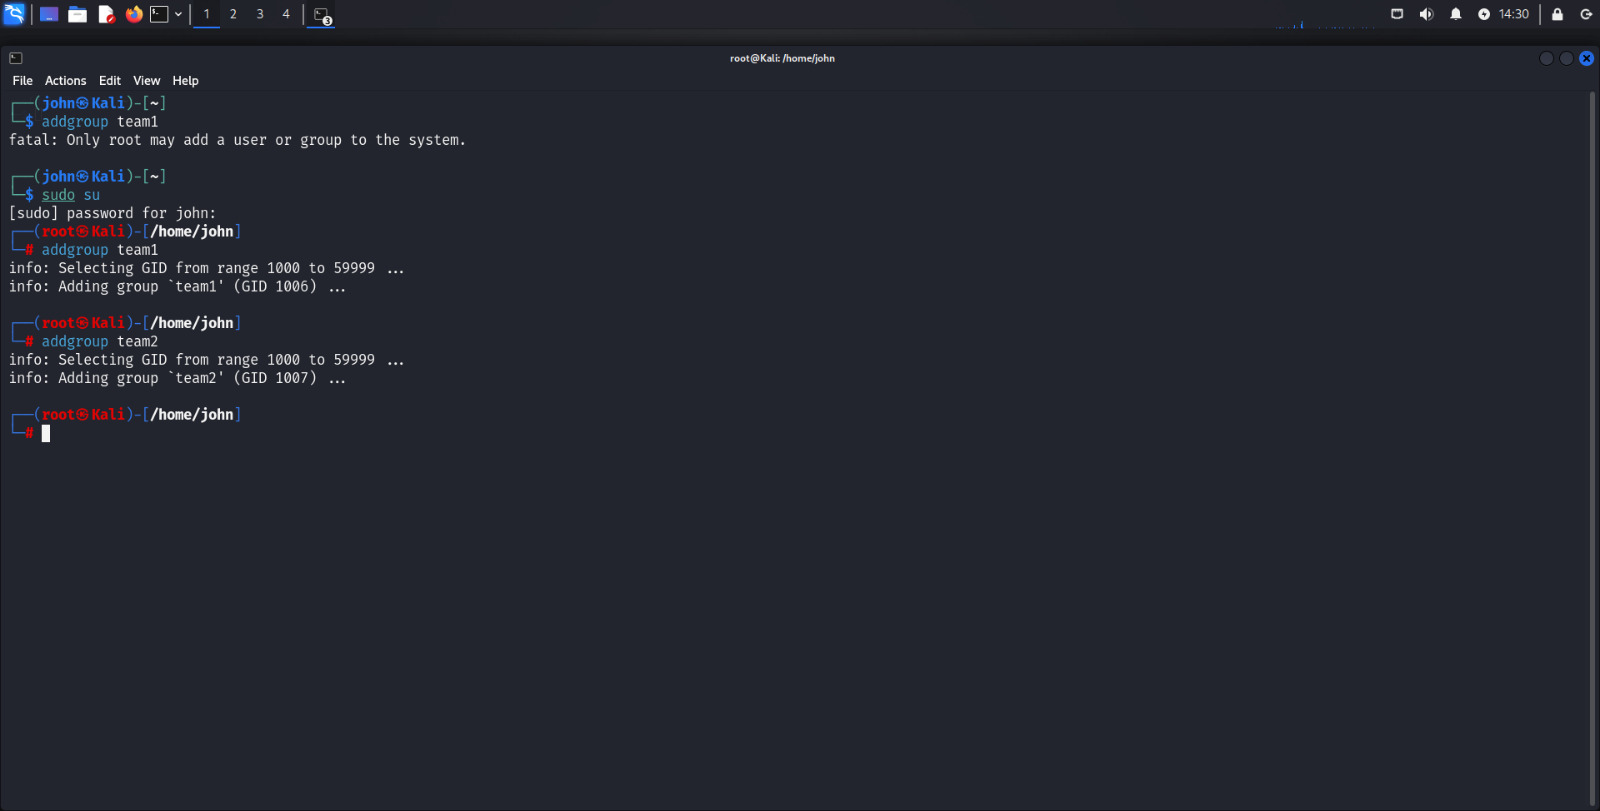 1 2 3 4 3 14:30
root@Kali: /home/john
File Actions Edit View Help
┌──(john㉿Kali)-[~]
└─$ addgroup team1
fatal: Only root may add a user or group to the system.
┌──(john㉿Kali)-[~]
└─$ sudo su
[sudo] password for john:
┌──(root㉿Kali)-[/home/john]
└─# addgroup team1
info: Selecting GID from range 1000 to 59999 ...
info: Adding group `team1' (GID 1006) ...
┌──(root㉿Kali)-[/home/john]
└─# addgroup team2
info: Selecting GID from range 1000 to 59999 ...
info: Adding group `team2' (GID 1007) ...
┌──(root㉿Kali)-[/home/john]
└─#